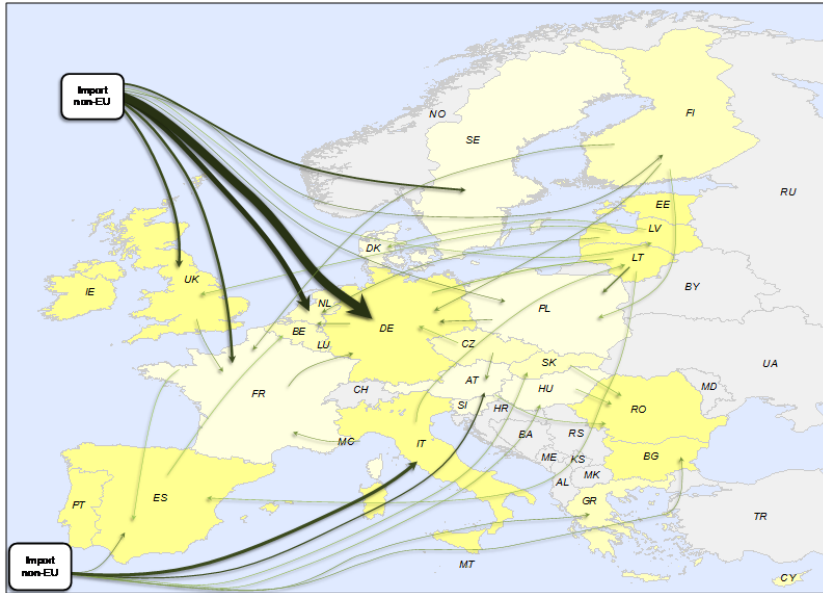 Import
non-EU
NO
FI
SE
RU
EE
LV
DK
LT
UK
IE
BY
NL
PL
BE
DE
LU
CZ
UA
SK
FR
AT
CH
HU
MD
SI
HR
RO
MC
IT
BA
RS
ME
KS
BG
PT
ES
AL
MK
GR
TR
Import
non-EU
MT
CY